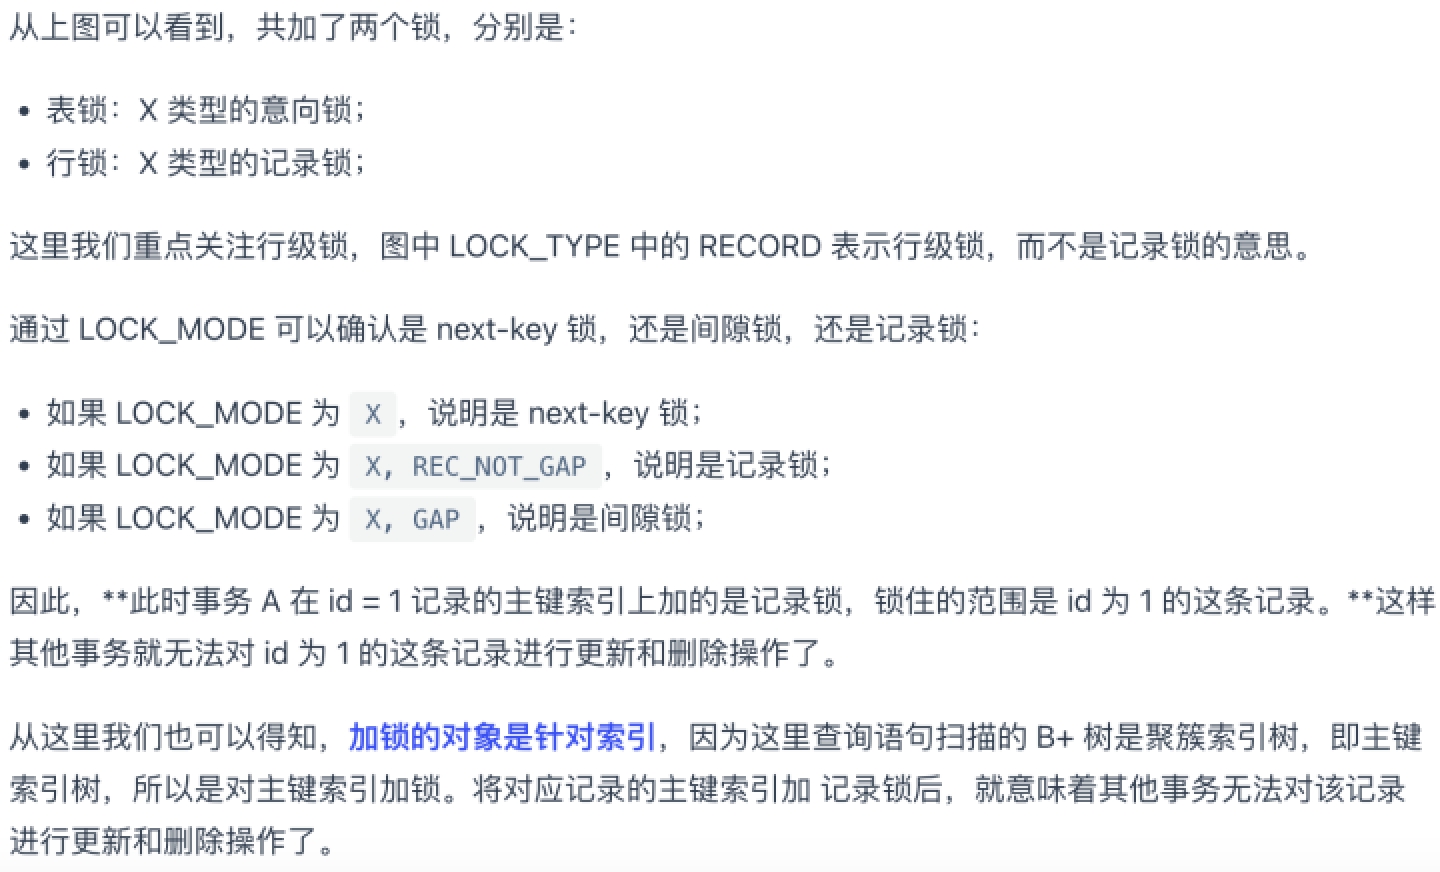 从上图可以看到，共加了两个锁，分别是：
• 表锁：X 类型的意向锁；
• 行锁：X 类型的记录锁；
这里我们重点关注行级锁，图中 LOCK_TYPE 中的 RECORD 表示行级锁，而不是记录锁的意思。
通过 LOCK_MODE 可以确认是 next-key 锁，还是间隙锁，还是记录锁：
• 如果 LOCK_MODE 为 X，说明是 next-key 锁；
• 如果 LOCK_MODE 为 X, REC_NOT_GAP，说明是记录锁；
• 如果 LOCK_MODE 为 X, GAP，说明是间隙锁；
因此，**此时事务 A 在 id = 1 记录的主键索引上加的是记录锁，锁住的范围是 id 为 1 的这条记录。**这样
其他事务就无法对 id 为 1 的这条记录进行更新和删除操作了。
从这里我们也可以得知，加锁的对象是针对索引，因为这里查询语句扫描的 B+ 树是聚簇索引树，即主键
索引树，所以是对主键索引加锁。将对应记录的主键索引加 记录锁后，就意味着其他事务无法对该记录
进行更新和删除操作了。